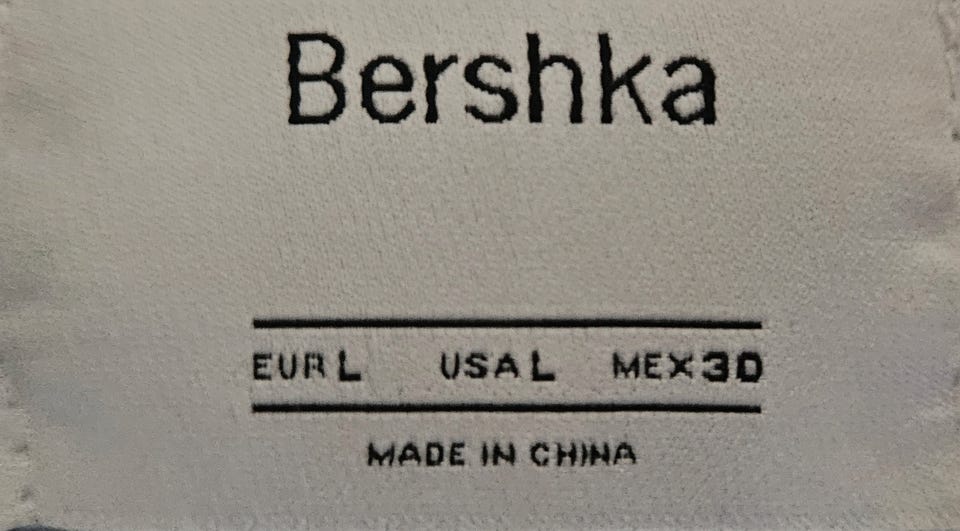 Bershka
EUR L USA L MEX 30
MADE IN CHINA